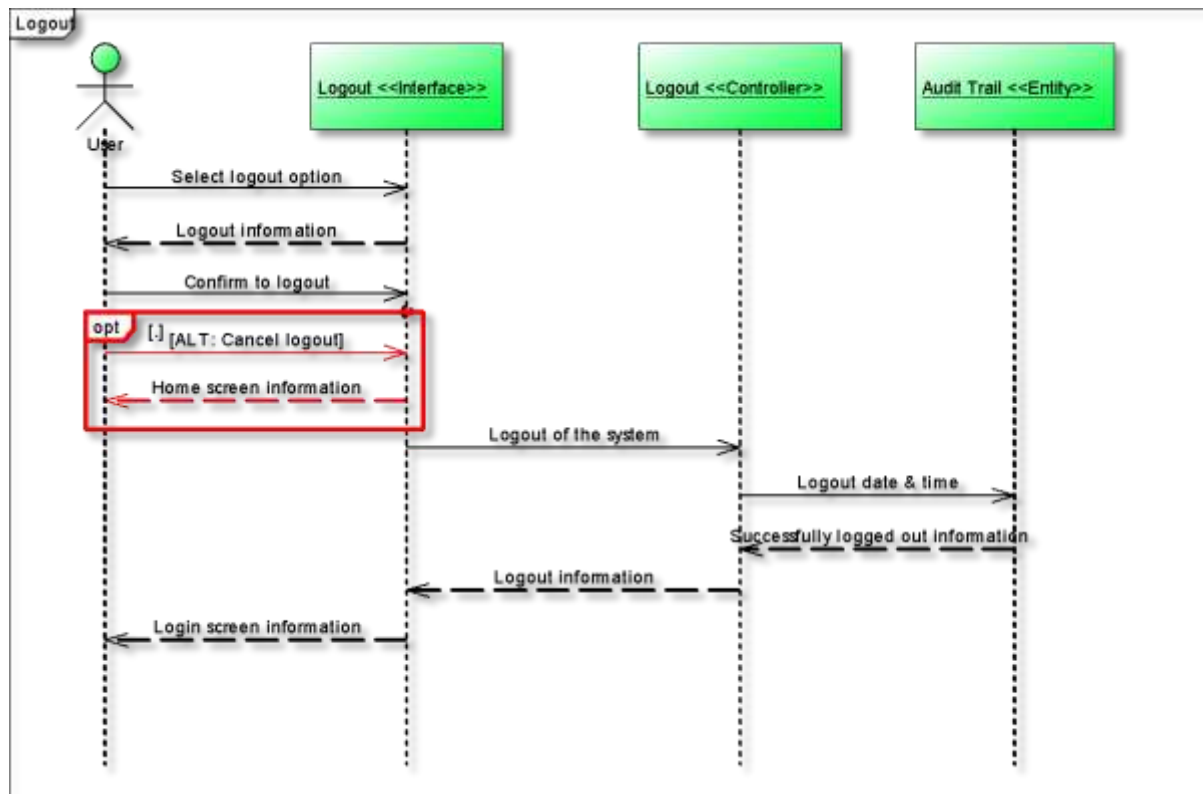 Logout
Logout <<Interface>>
Logout <<Controller>>
Audit Trail <<Entity>>
User
Select logout option
Logout information
Confirm to logout
opt
[.]
[ALT: Cancel logout]
Home screen information
Logout of the system
Logout date & time
Successfully logged out information
Logout information
Login screen information